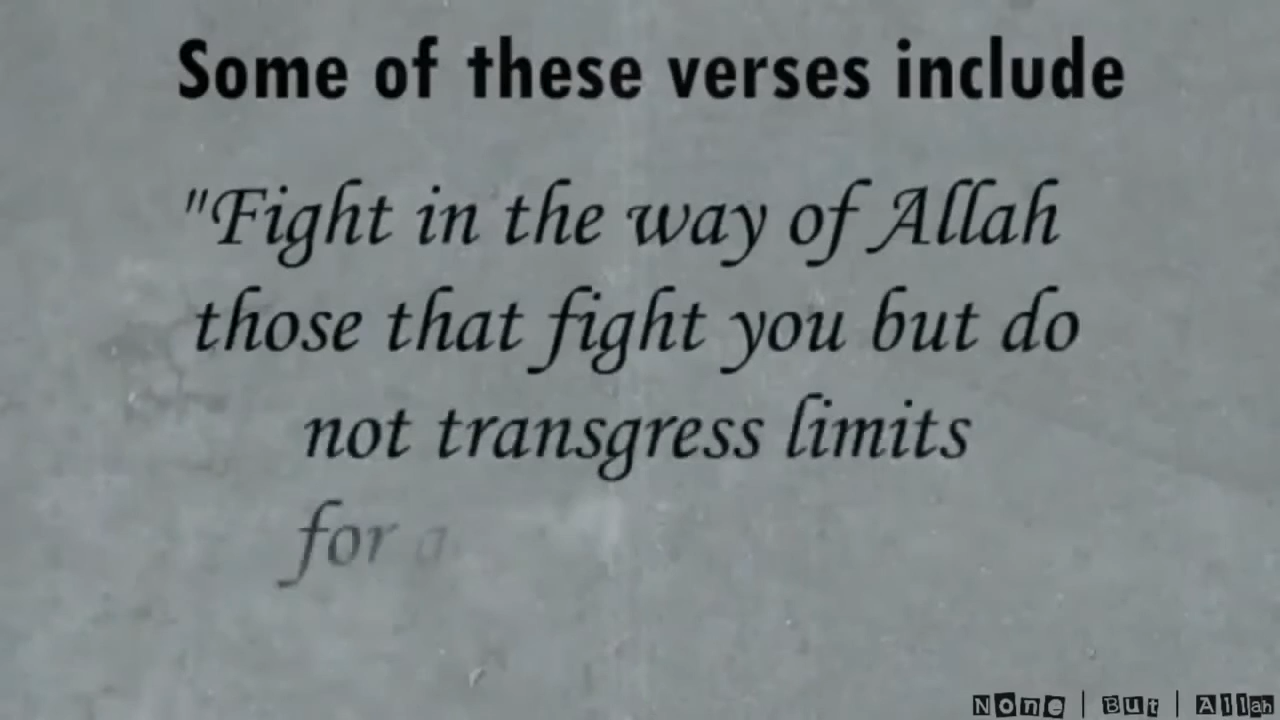 Some of these verses include
"Fight in the way of Allah
those that fight you but do
not transgress limits
for a
None | But | Allah